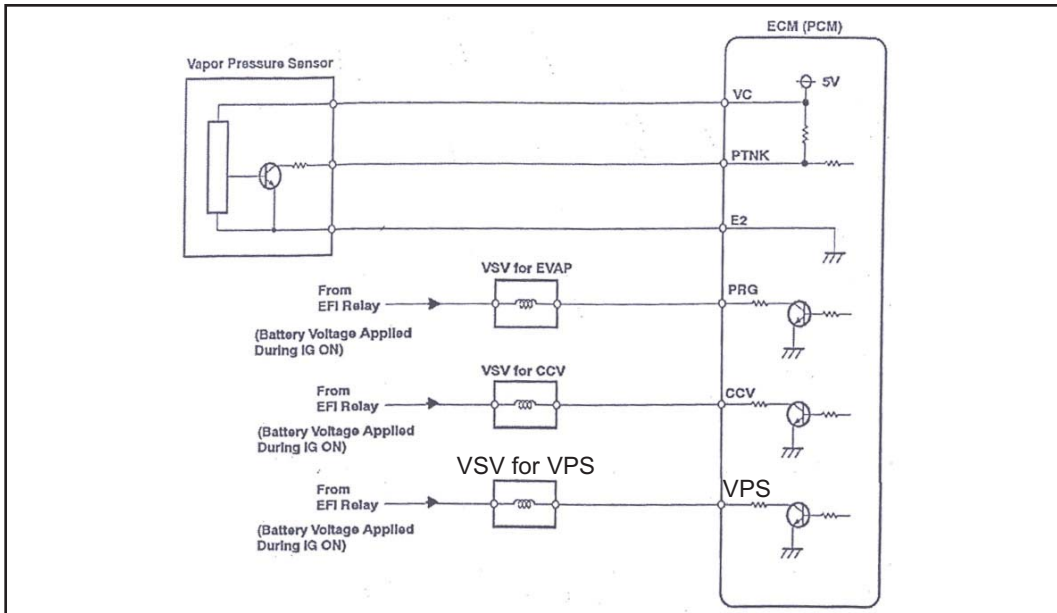 ECM (PCM)
Vapor Pressure Sensor
5V
VC
PTNK
E2
VSV for EVAP
From
EFI Relay
PRG
(Battery Voltage Applied
During IG ON)
VSV for CCV
From
EFI Relay
CCV
(Battery Voltage Applied
During IG ON)
VSV for VPS
From
EFI Relay
VPS
(Battery Voltage Applied
During IG ON)